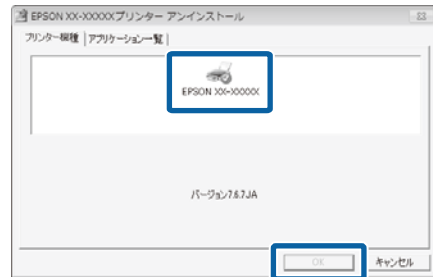 EPSON XX-XXXXXプリンター アンインストール
プリンター機種
アプリケーション一覧
EPSON XX-XXXXX
バージョン7.6.7.JA
OK
キャンセル